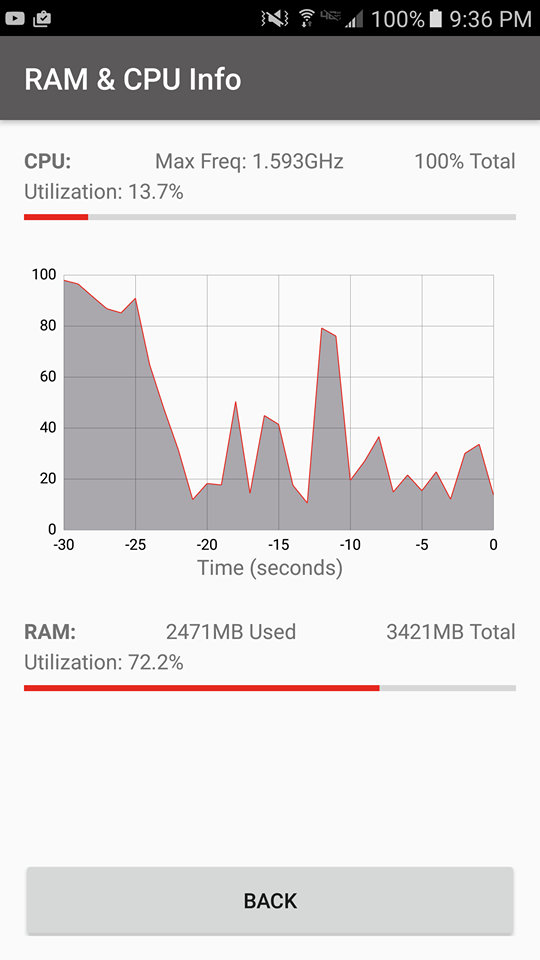 100% 9:36 PM
RAM & CPU Info
CPU: Max Freq: 1.593GHz 100% Total
Utilization: 13.7%
100
80
60
40
20
0
-30 -25 -20 -15 -10 -5 0
Time (seconds)
RAM: 2471MB Used 3421MB Total
Utilization: 72.2%
BACK